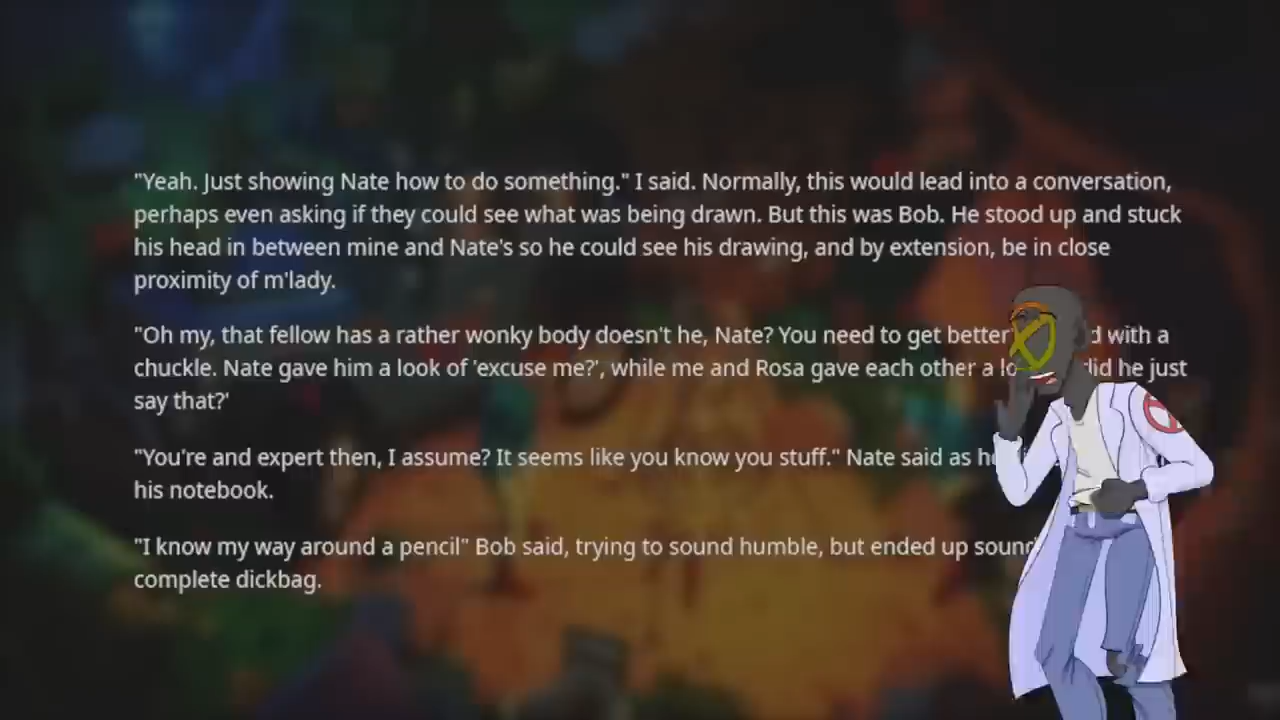 "Yeah. Just showing Nate how to do something." I said. Normally, this would lead into a conversation,
perhaps even asking if they could see what was being drawn. But this was Bob. He stood up and stuck
his head in between mine and Nate's so he could see his drawing, and by extension, be in close
proximity of m'lady.
"Oh my, that fellow has a rather wonky body doesn't he, Nate? You need to get better with a
chuckle. Nate gave him a look of 'excuse me?', while me and Rosa gave each other a did he just
say that?'
"You're and expert then, I assume? It seems like you know you stuff." Nate said as
his notebook.
"I know my way around a pencil" Bob said, trying to sound humble, but ended up
complete dickbag.